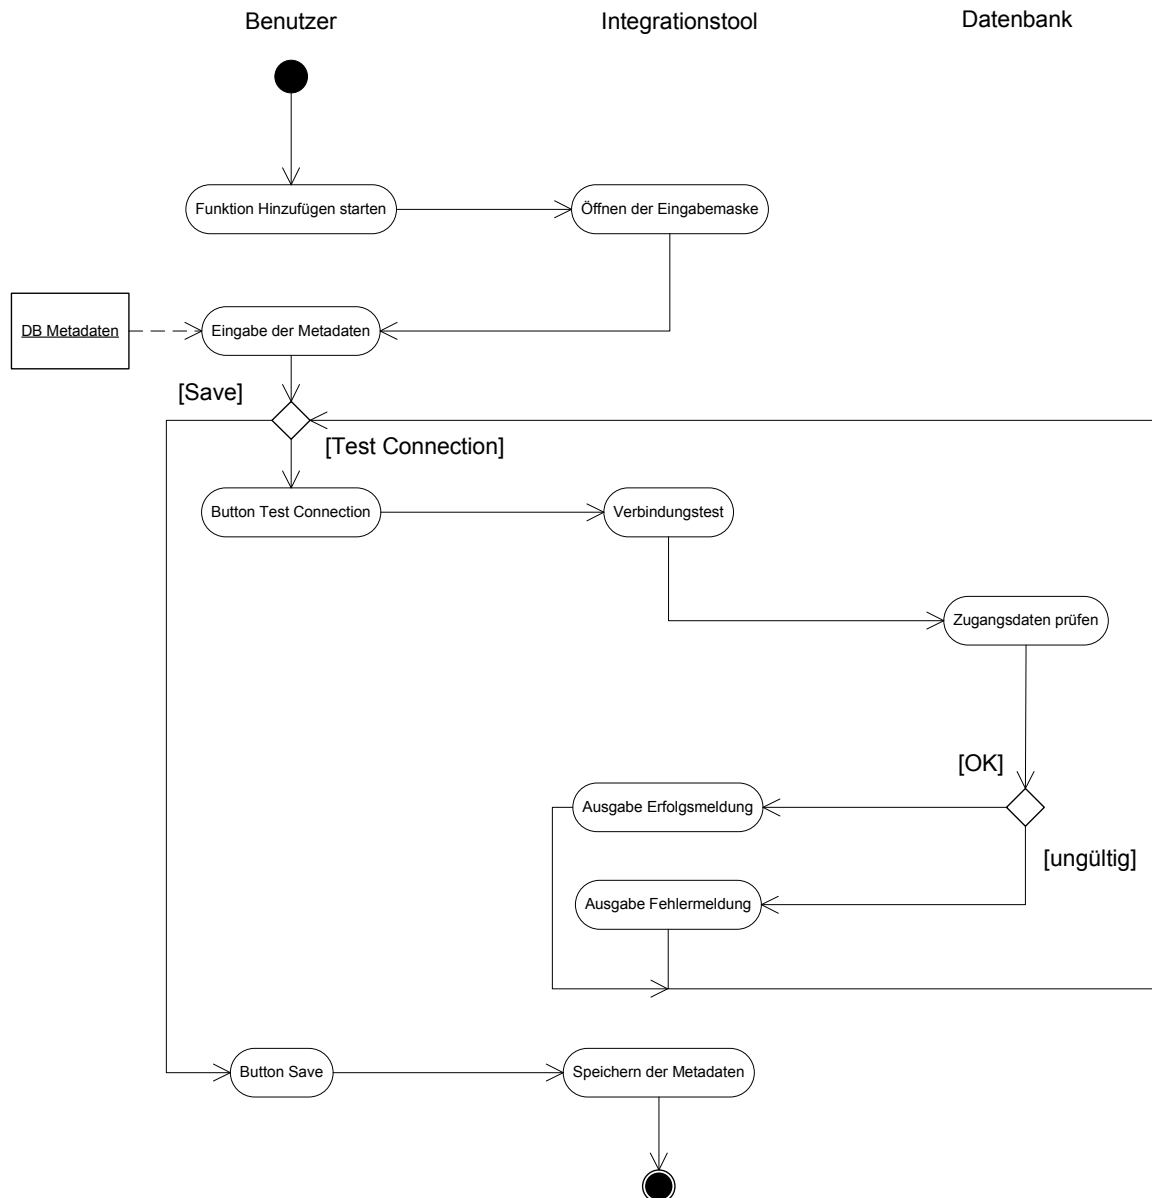 Benutzer
Integrationstool
Datenbank
Funktion Hinzufügen starten
Öffnen der Eingabemaske
DB Metadaten
Eingabe der Metadaten
[Save]
[Test Connection]
Button Test Connection
Verbindungstest
Zugangsdaten prüfen
[OK]
Ausgabe Erfolgsmeldung
[ungültig]
Ausgabe Fehlermeldung
Button Save
Speichern der Metadaten